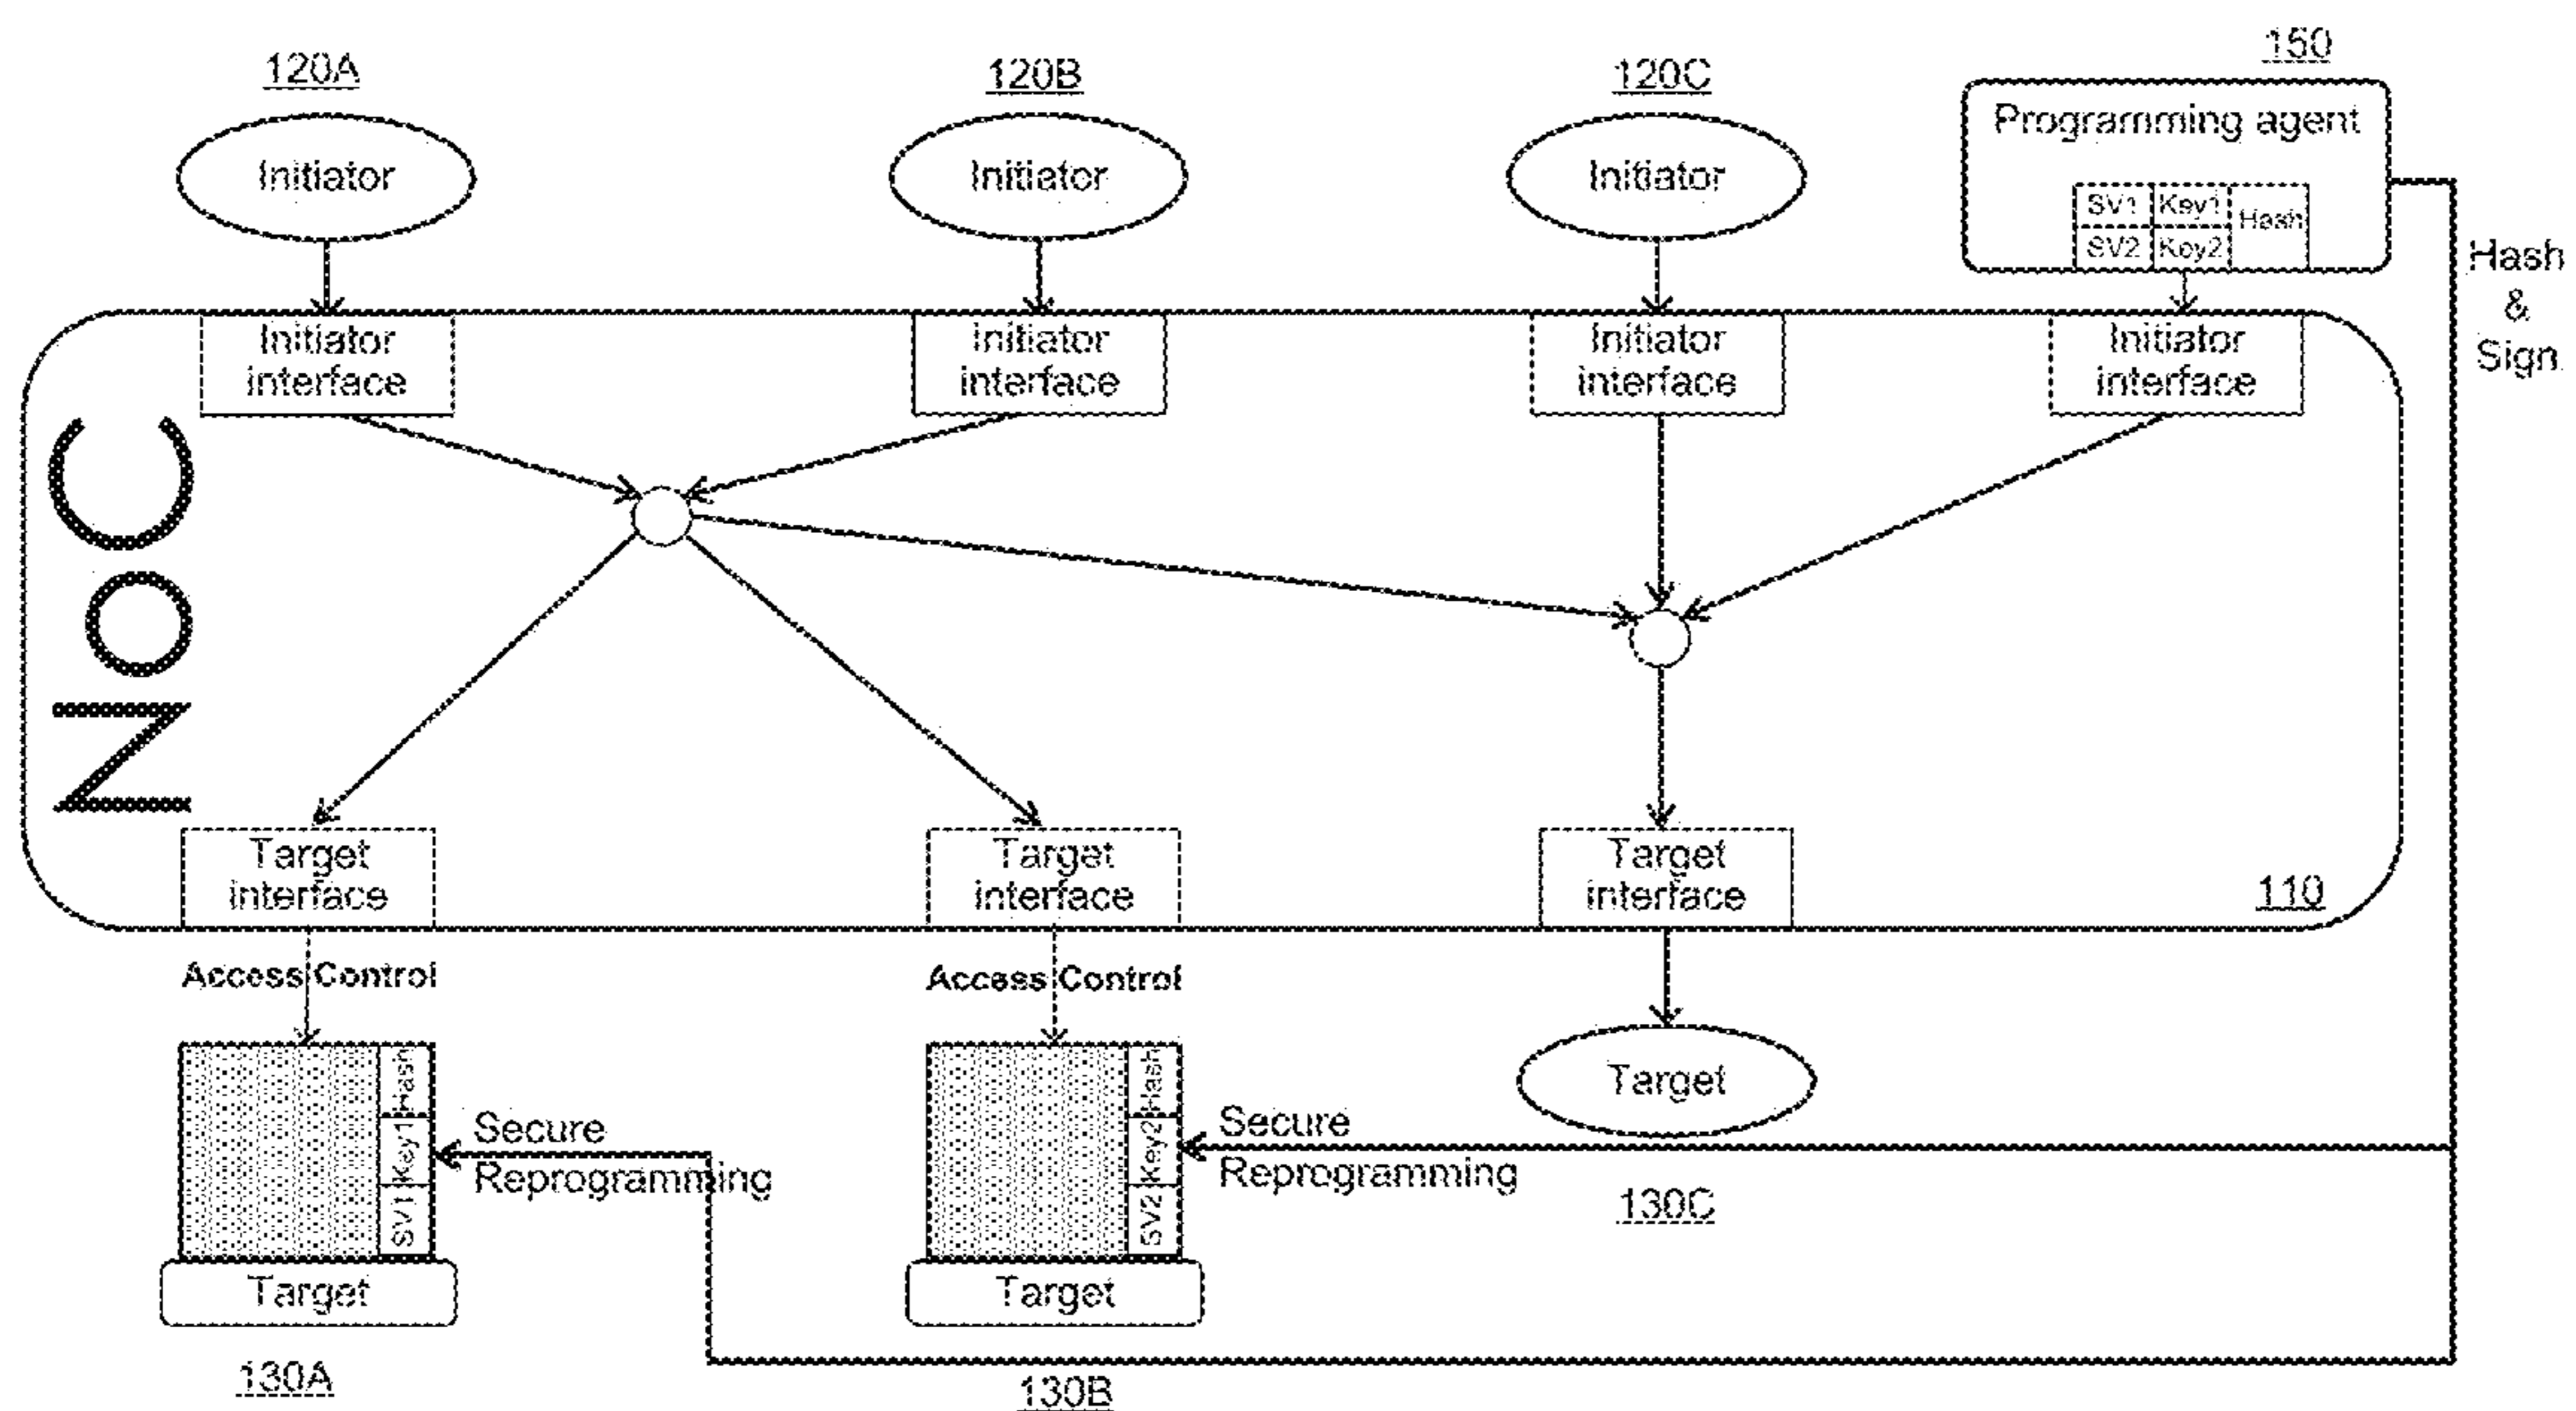 120A
120B
120C
150
Initiator
Initiator
Initiator
Programming agent
SV1
Key1
Hash
SV2
Key2
Hash
&
Sign
Initiator
interface
Initiator
interface
Initiator
interface
Initiator
interface
NoC
Target
interface
Target
interface
Target
interface
110
Access Control
Access Control
Hash
Key1
SV1
Target
Secure
Reprogramming
Hash
Key2
SV2
Target
Secure
Reprogramming
Target
130C
130A
130B